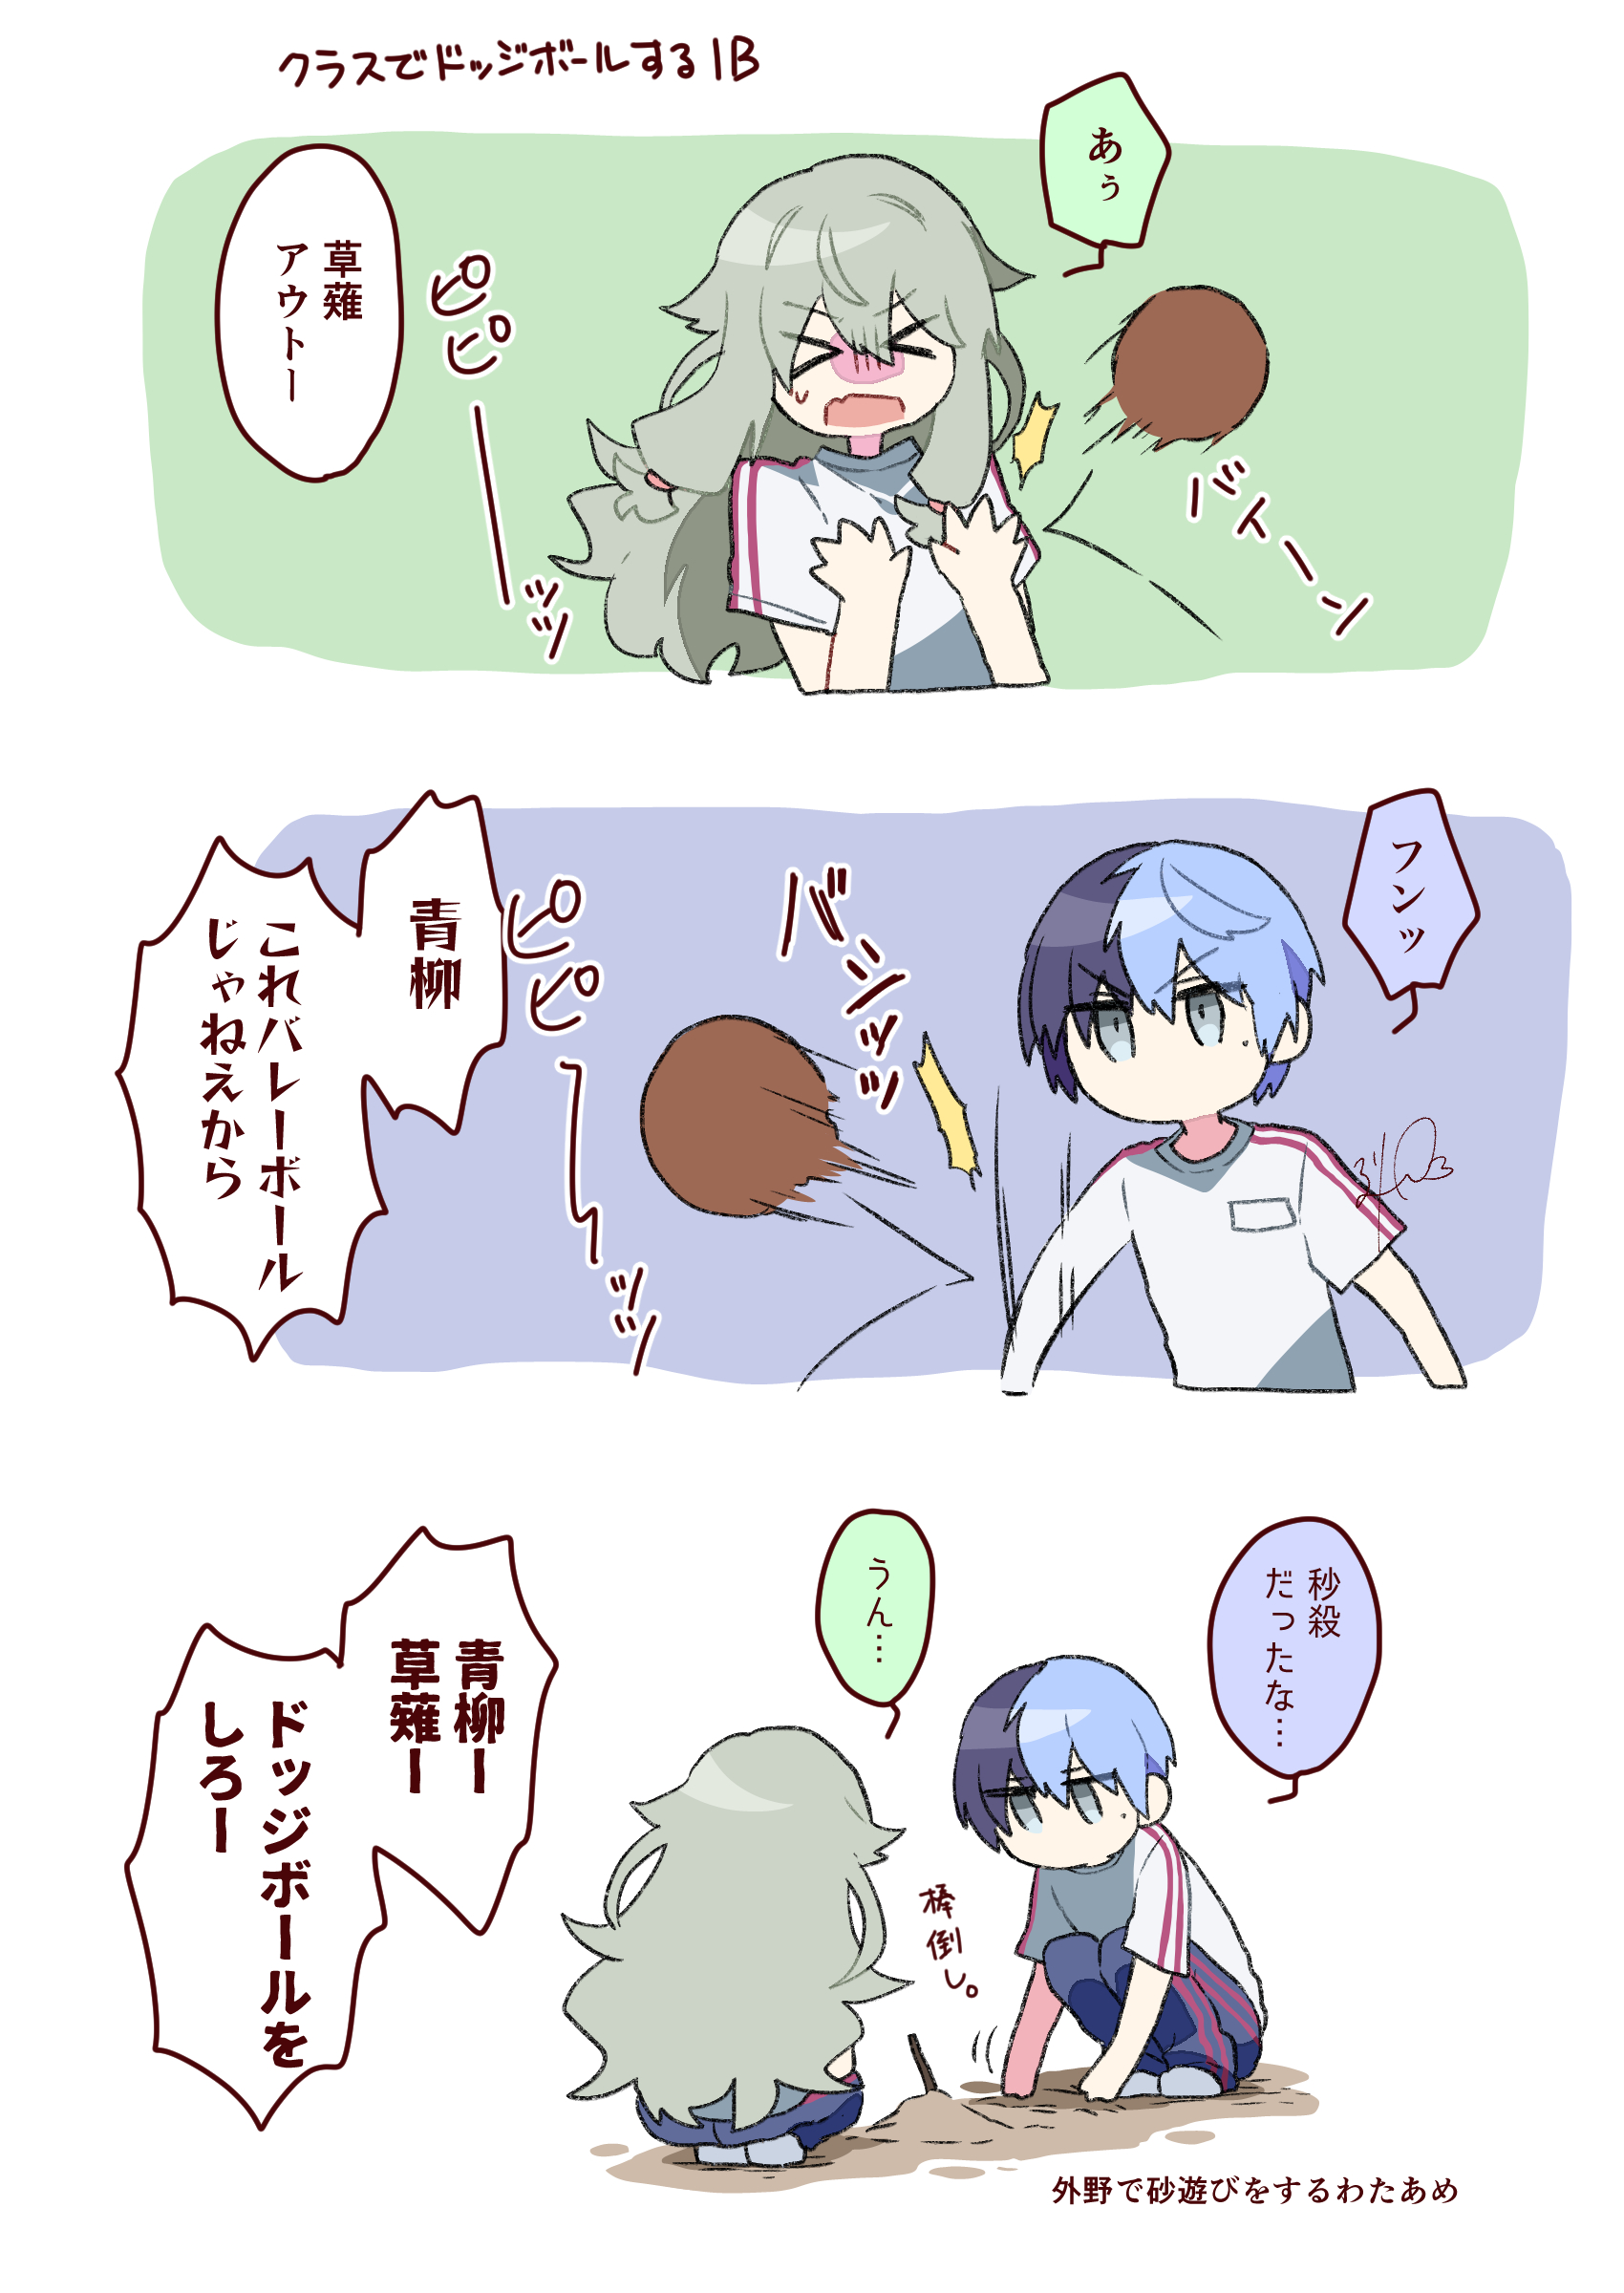 クラスでドッジボールする1B
あぅ
バイーン
ピピーーーッッ
草薙
アウトー
フンッ
バンッッ
ピピーーーッッ
青柳
これバレーボール
じゃねえから
秒殺
だったな…
うん…
棒倒し。
青柳ー
草薙ー
ドッジボールを
しろー
外野で砂遊びをするわたあめ